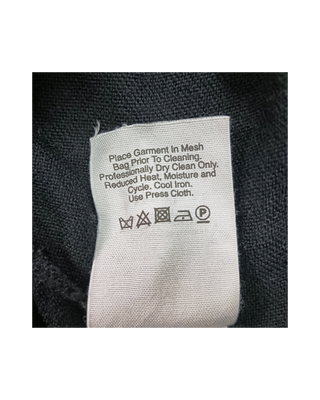 Place Garment In Mesh
Bag Prior To Cleaning.
Professionally Dry Clean Only.
Reduced Heat, Moisture and
Cycle. Cool Iron.
Use Press Cloth.
P